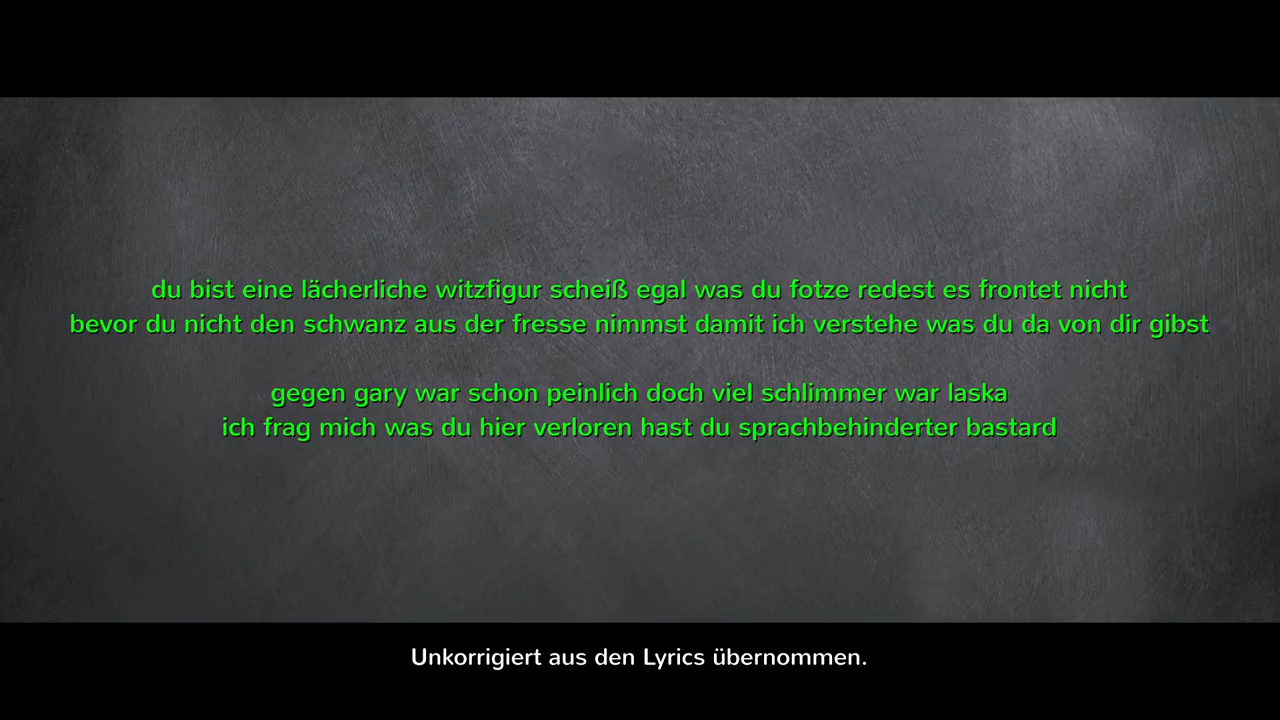 du bist eine lächerliche witzfigur scheiß egal was du fotze redest es frontet nicht
bevor du nicht den schwanz aus der fresse nimmst damit ich verstehe was du da von dir gibst
gegen gary war schon peinlich doch viel schlimmer war laska
ich frag mich was du hier verloren hast du sprachbehinderter bastard
Unkorrigiert aus den Lyrics übernommen.